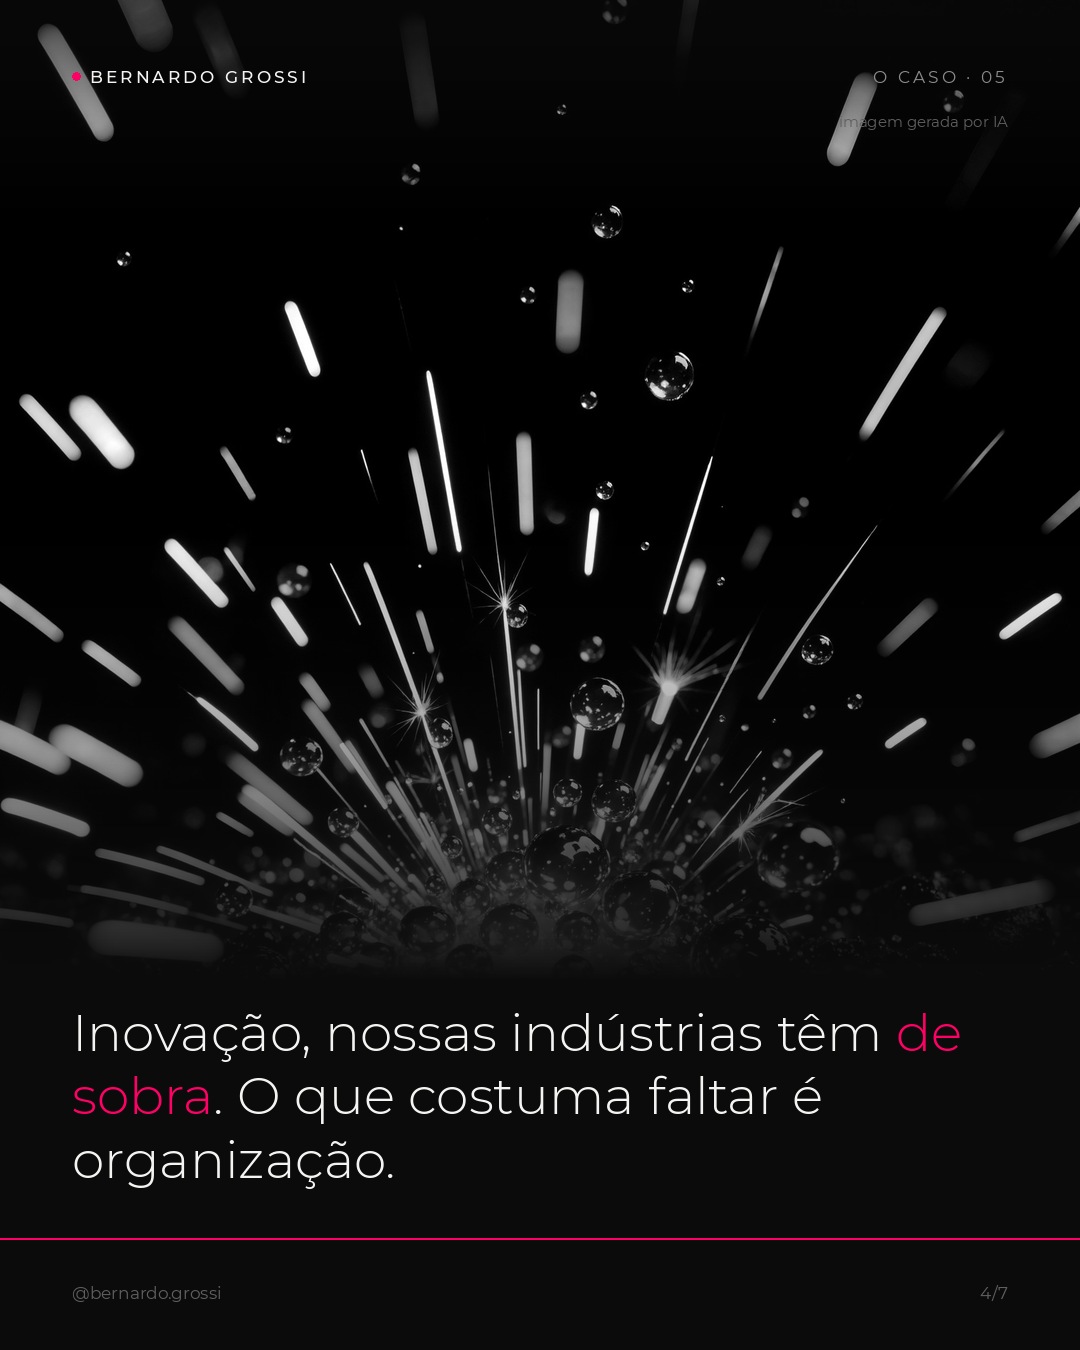 BERNARDO GROSSI
O CASO · 05
imagem gerada por IA
Inovação, nossas indústrias têm de
sobra. O que costuma faltar é
organização.
@bernardo.grossi
4/7